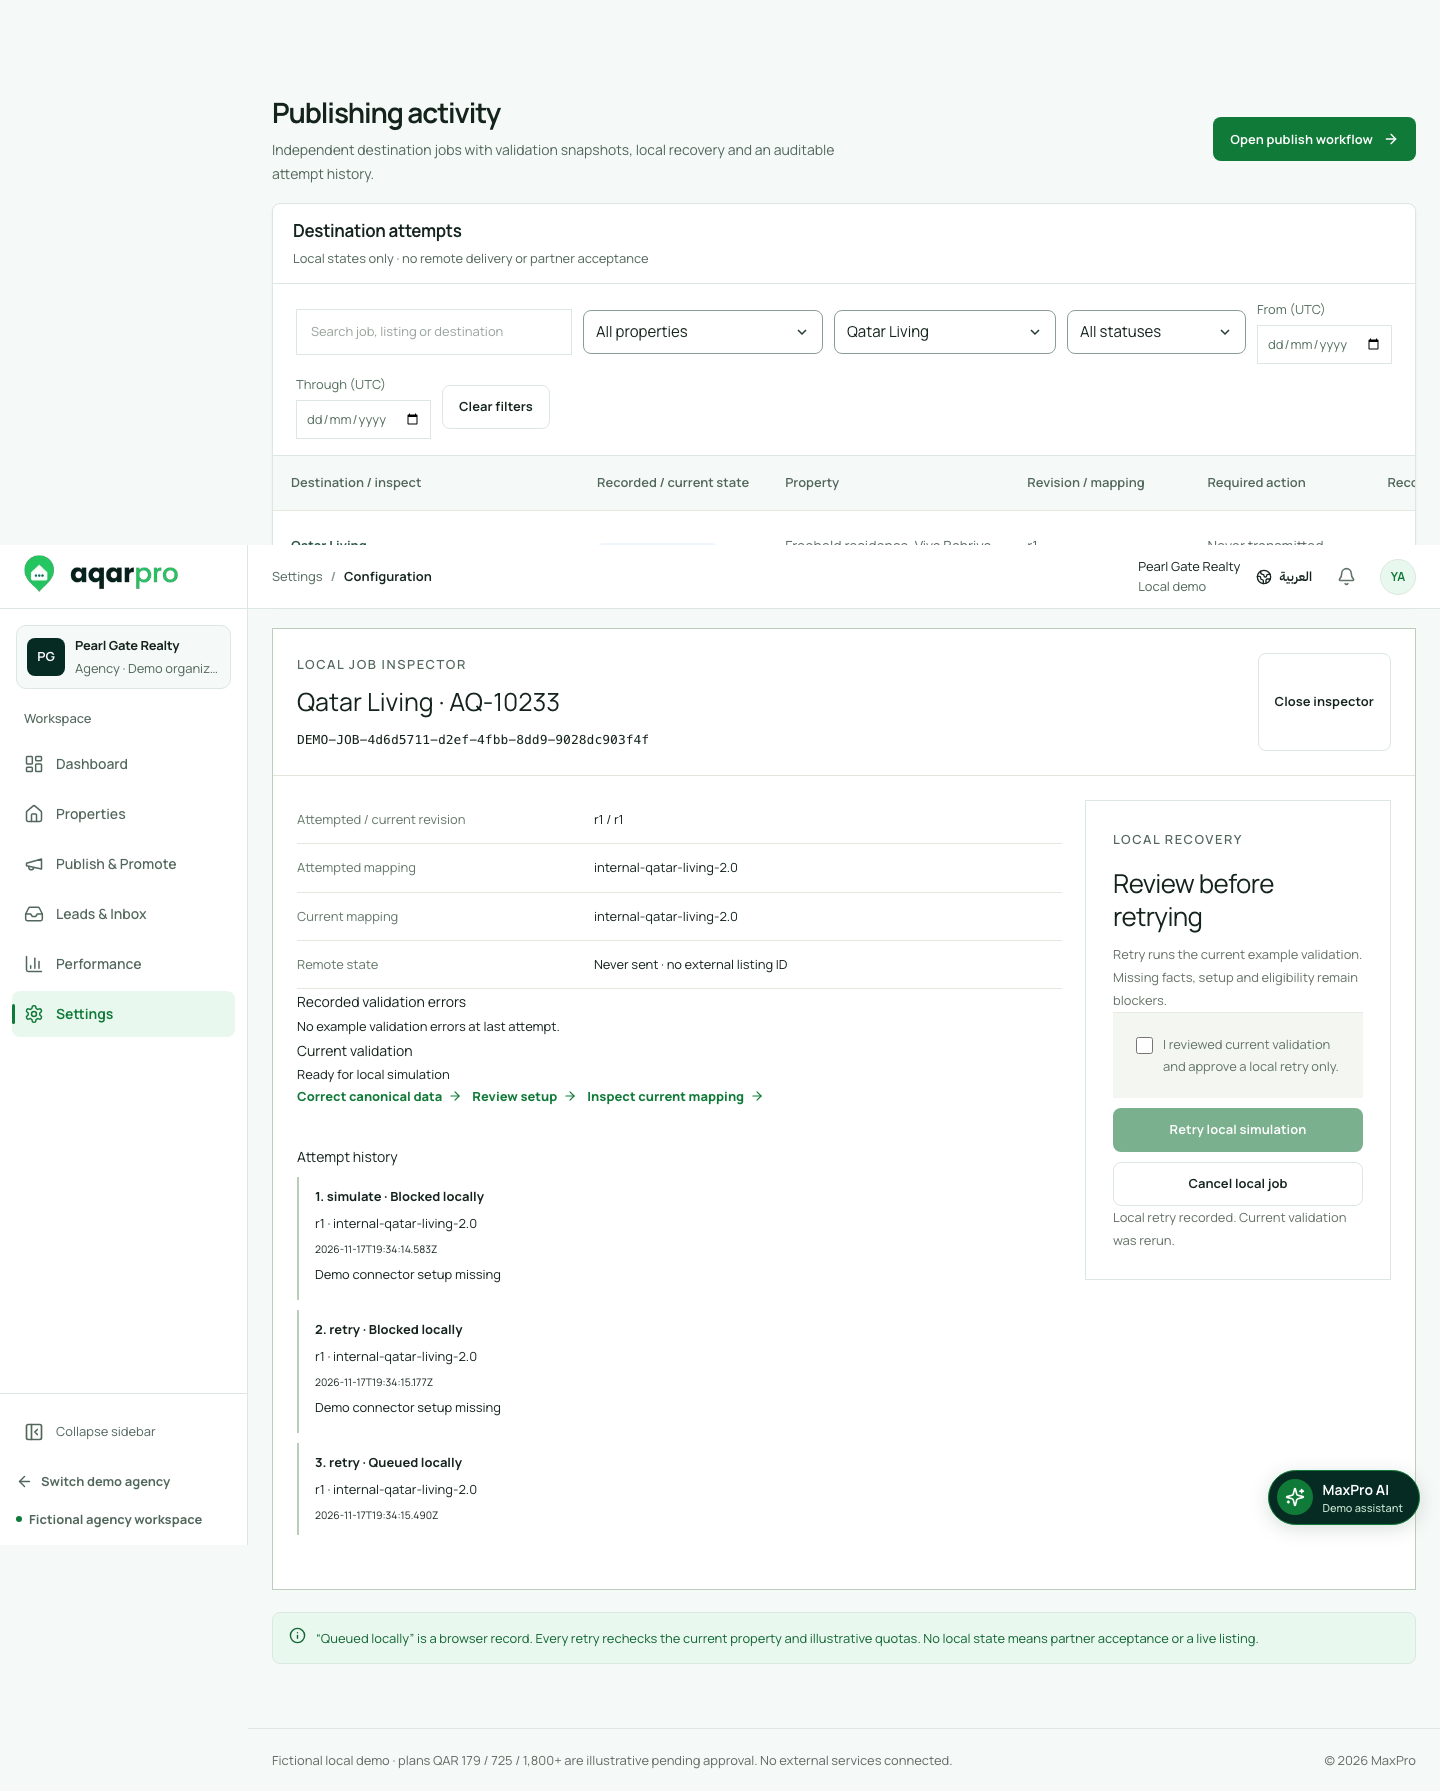 Publishing activity
Independent destination jobs with validation snapshots, local recovery and an auditable
attempt history.
Open publish workflow
Destination attempts
Local states only · no remote delivery or partner acceptance
Search job, listing or destination
All properties
Qatar Living
All statuses
From (UTC)
dd/mm/yyyy
Through (UTC)
dd/mm/yyyy
Clear filters
Destination / inspect
Recorded / current state
Property
Revision / mapping
Required action
Reco
aqarpro
Settings / Configuration
Pearl Gate Realty
Local demo
العربية
YA
PG
Pearl Gate Realty
Agency · Demo organiz...
Workspace
Dashboard
Properties
Publish & Promote
Leads & Inbox
Performance
Settings
Collapse sidebar
Switch demo agency
Fictional agency workspace
LOCAL JOB INSPECTOR
Qatar Living · AQ-10233
DEMO-JOB-4d6d5711-d2ef-4fbb-8dd9-9028dc903f4f
Close inspector
Attempted / current revision
r1 / r1
Attempted mapping
internal-qatar-living-2.0
Current mapping
internal-qatar-living-2.0
Remote state
Never sent · no external listing ID
Recorded validation errors
No example validation errors at last attempt.
Current validation
Ready for local simulation
Correct canonical data
Review setup
Inspect current mapping
Attempt history
1. simulate · Blocked locally
r1 · internal-qatar-living-2.0
2026-11-17T19:34:14.583Z
Demo connector setup missing
2. retry · Blocked locally
r1 · internal-qatar-living-2.0
2026-11-17T19:34:15.177Z
Demo connector setup missing
3. retry · Queued locally
r1 · internal-qatar-living-2.0
2026-11-17T19:34:15.490Z
LOCAL RECOVERY
Review before
retrying
Retry runs the current example validation.
Missing facts, setup and eligibility remain
blockers.
I reviewed current validation
and approve a local retry only.
Retry local simulation
Cancel local job
Local retry recorded. Current validation
was rerun.
MaxPro AI
Demo assistant
“Queued locally” is a browser record. Every retry rechecks the current property and illustrative quotas. No local state means partner acceptance or a live listing.
Fictional local demo · plans QAR 179 / 725 / 1,800+ are illustrative pending approval. No external services connected.
© 2026 MaxPro